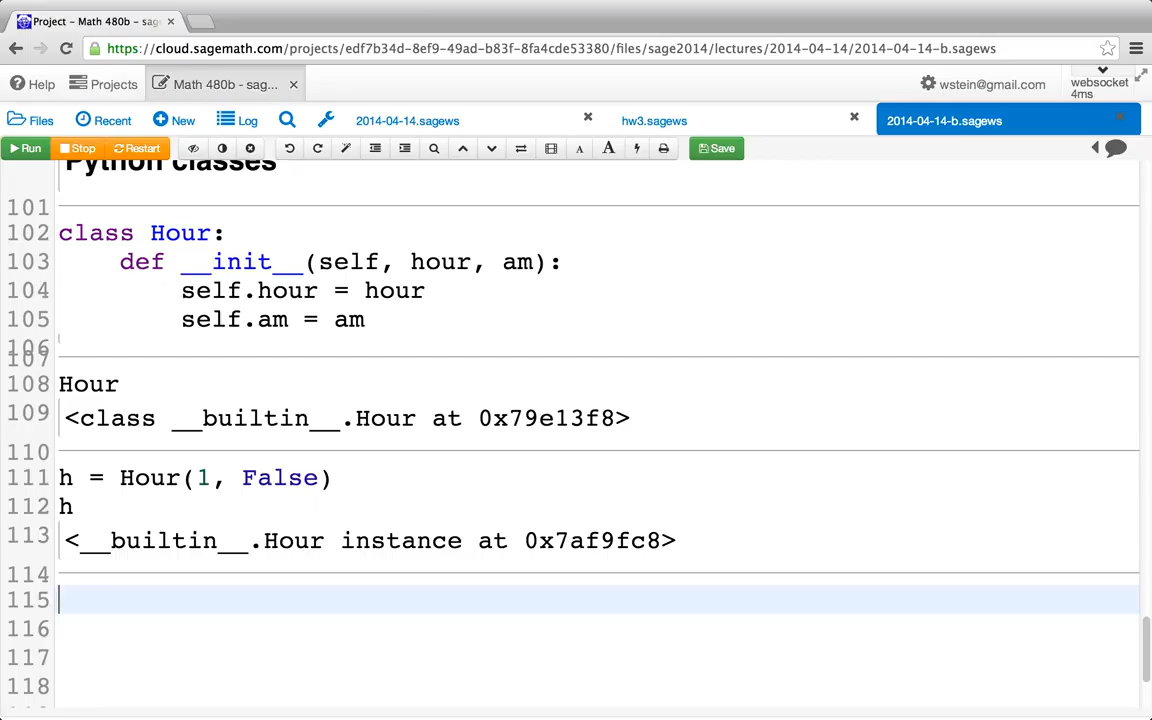 Project - Math 480b - sag
https://cloud.sagemath.com/projects/edf7b34d-8ef9-49ad-b83f-8fa4cde53380/files/sage2014/lectures/2014-04-14/2014-04-14-b.sagews
Help Projects Math 480b - sag... wstein@gmail.com websocket
4ms
Files Recent New Log 2014-04-14.sagews hw3.sagews 2014-04-14-b.sagews
Run Stop Restart A A Save
Python classes
101
102 class Hour:
103 def __init__(self, hour, am):
104 self.hour = hour
105 self.am = am
106
107
108 Hour
109 <class __builtin__.Hour at 0x79e13f8>
110
111 h = Hour(1, False)
112 h
113 <__builtin__.Hour instance at 0x7af9fc8>
114
115
116
117
118